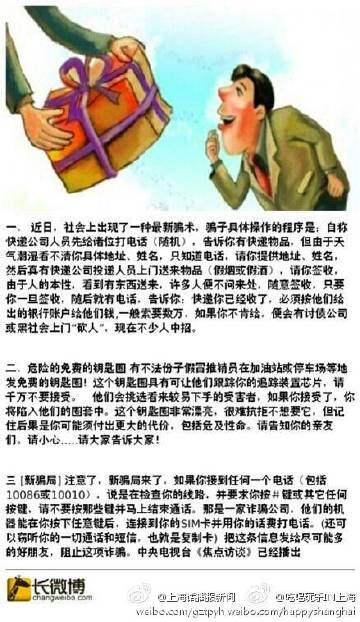 一． 近日，社会上出现了一种最新骗术，骗子具体操作的程序是：自称
快递公司人员先给诸位打电话（随机），告诉你有快递物品，但由于天
气潮湿看不清你具体地址、姓名，只知道电话，请你提供地址、姓名，
然后真有快递公司投递人员上门送来物品（假烟或假酒），请你签收，
由于人的本性，看到有东西送来，许多人便不问来处，随意签收，只要
你一旦签收，随后就有电话，告诉你：快递你已经收了，必须按他们给
出的银行账户给他们钱,一般索要数万，如果你不肯结，便会有讨债公司
或黑社会上门“砍人”，现在不少人中招。
二．危险的免费的钥匙圈 有不法份子假冒推销员在加油站或停车场等地
发免费的钥匙圈！这个钥匙圈具有可让他们跟踪你的追踪装置芯片，请
千万不要接受。 他们会挑选看来较易下手的受害者，如果你接受了，你
将陷入他们的圈套中。这个钥匙圈非常漂亮，很难抗拒不想要它，但记
住后果是你可能须付出更大的代价，包括危及性命。请告知你的亲友
们，请小心.....请大家告诉大家！
三 [新骗局] 注意了，新骗局来了，如果你接到任何一个电话（包括
10086或10010），说是在检查你的线路，并要求你按＃键或其它任何
按键，请不要按那些键并马上结束通话。那是一家诈骗公司，他们的机
器能在你按下任意键后，连接到你的SIM卡并用你的话费打电话。(还可
以窃听你的一切通话和短信，也就是复制卡）把这条信息发给尽可能多
的好朋友，阻止这项诈骗。中央电视台《焦点访谈》已经播出
长微博
changweibo.com
@吃喝玩乐IN上海
weibo.com/happyshanghai